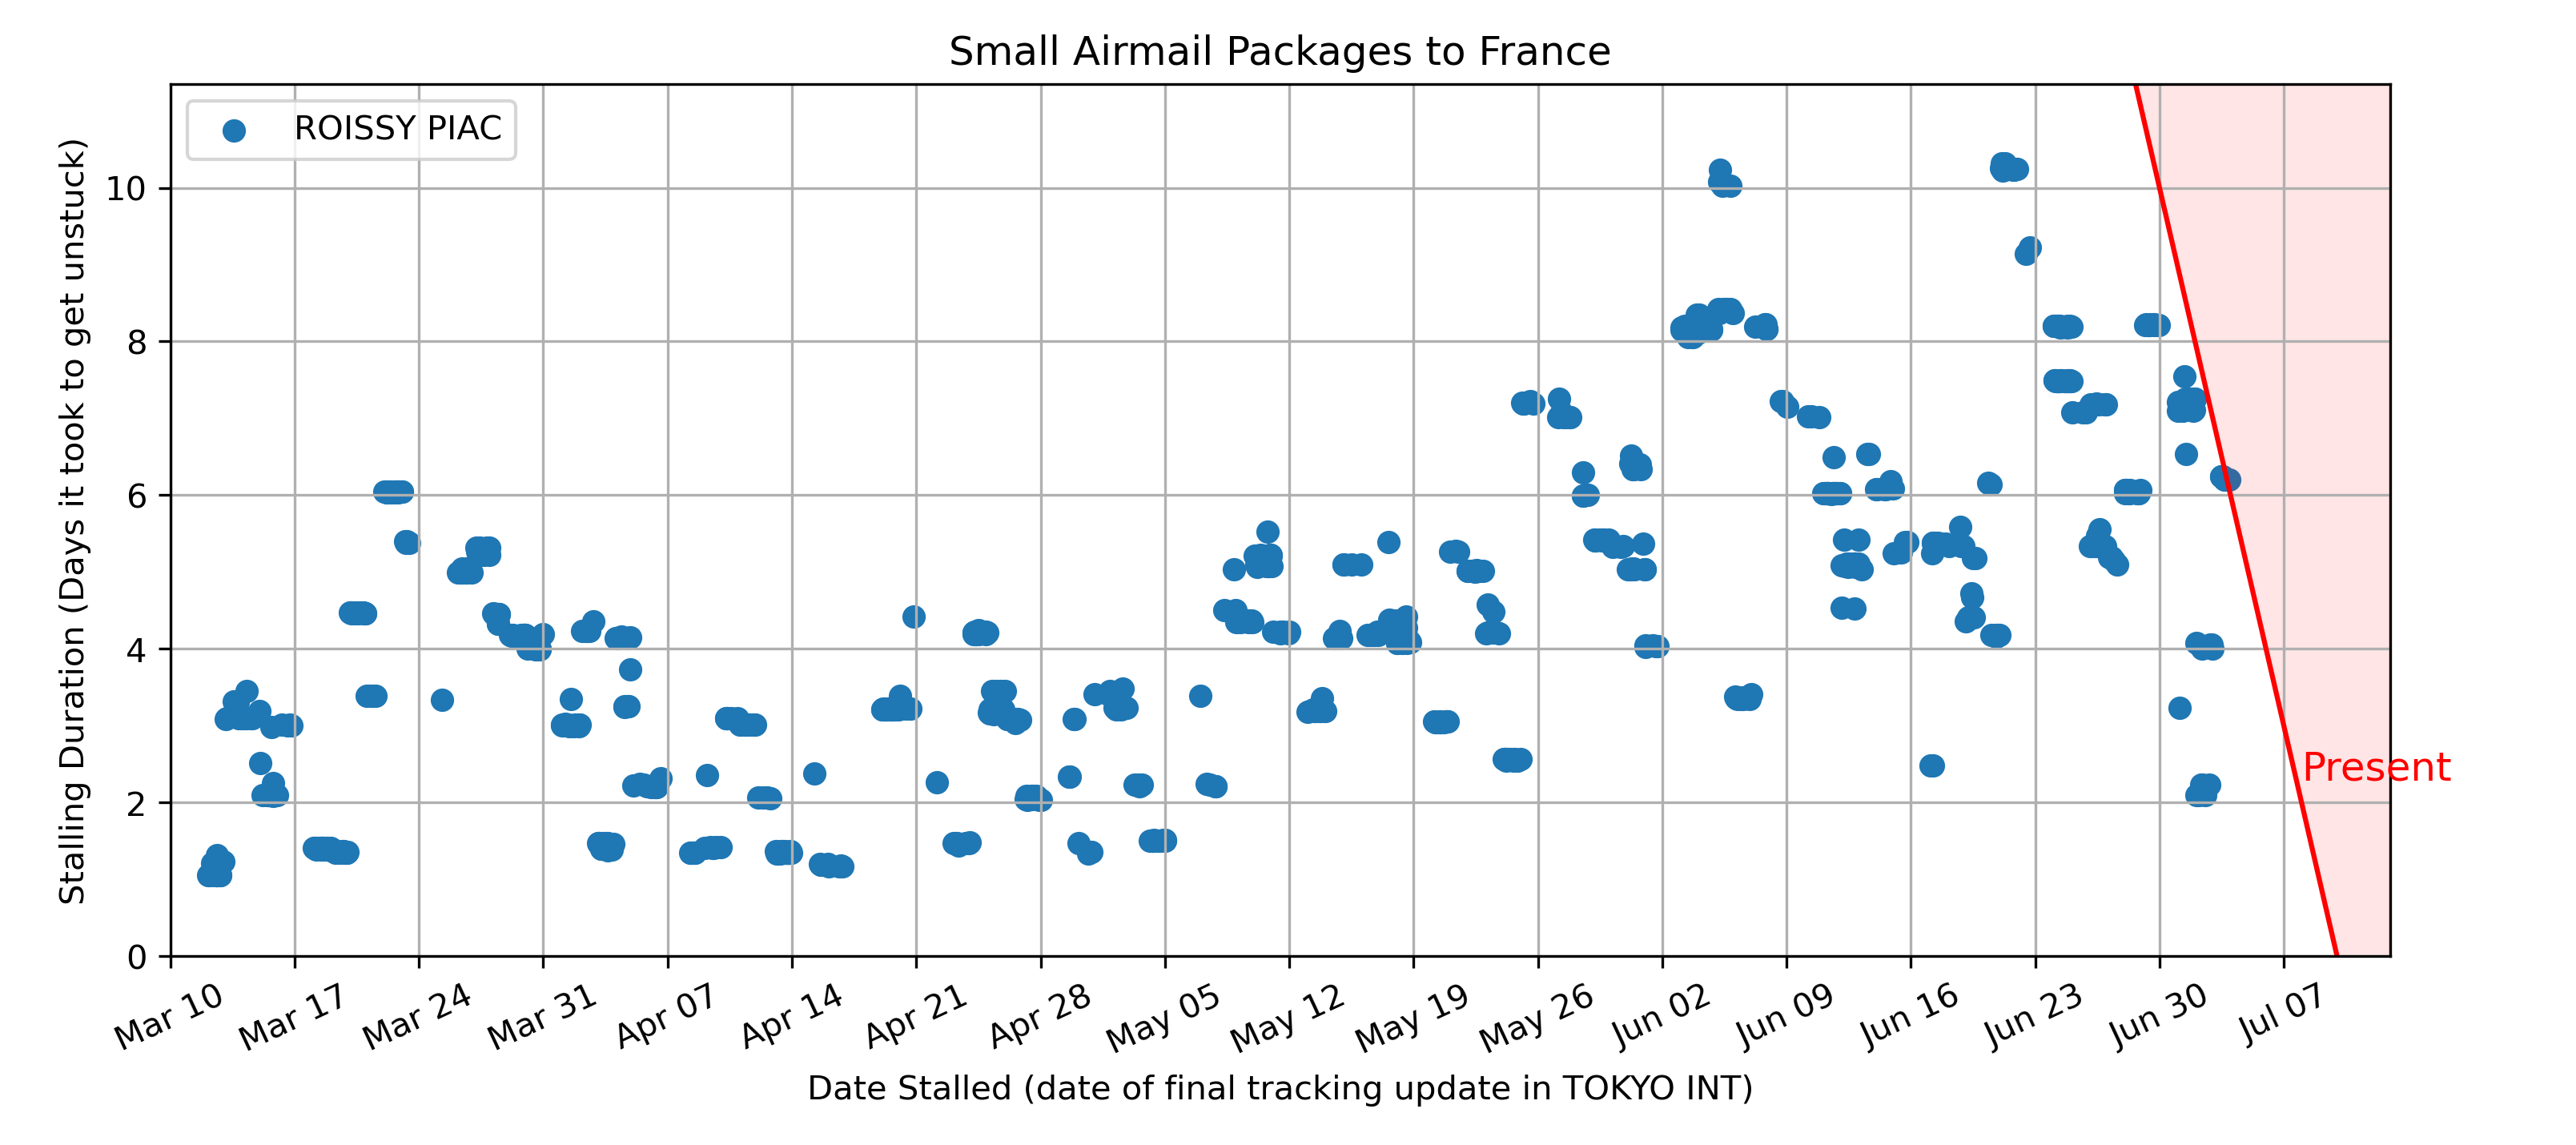 Small Airmail Packages to France
ROISSY PIAC
Stalling Duration (Days it took to get unstuck)
10
8
6
4
2
0
Present
Mar 10
Mar 17
Mar 24
Mar 31
Apr 07
Apr 14
Apr 21
Apr 28
May 05
May 12
May 19
May 26
Jun 02
Jun 09
Jun 16
Jun 23
Jun 30
Jul 07
Date Stalled (date of final tracking update in TOKYO INT)